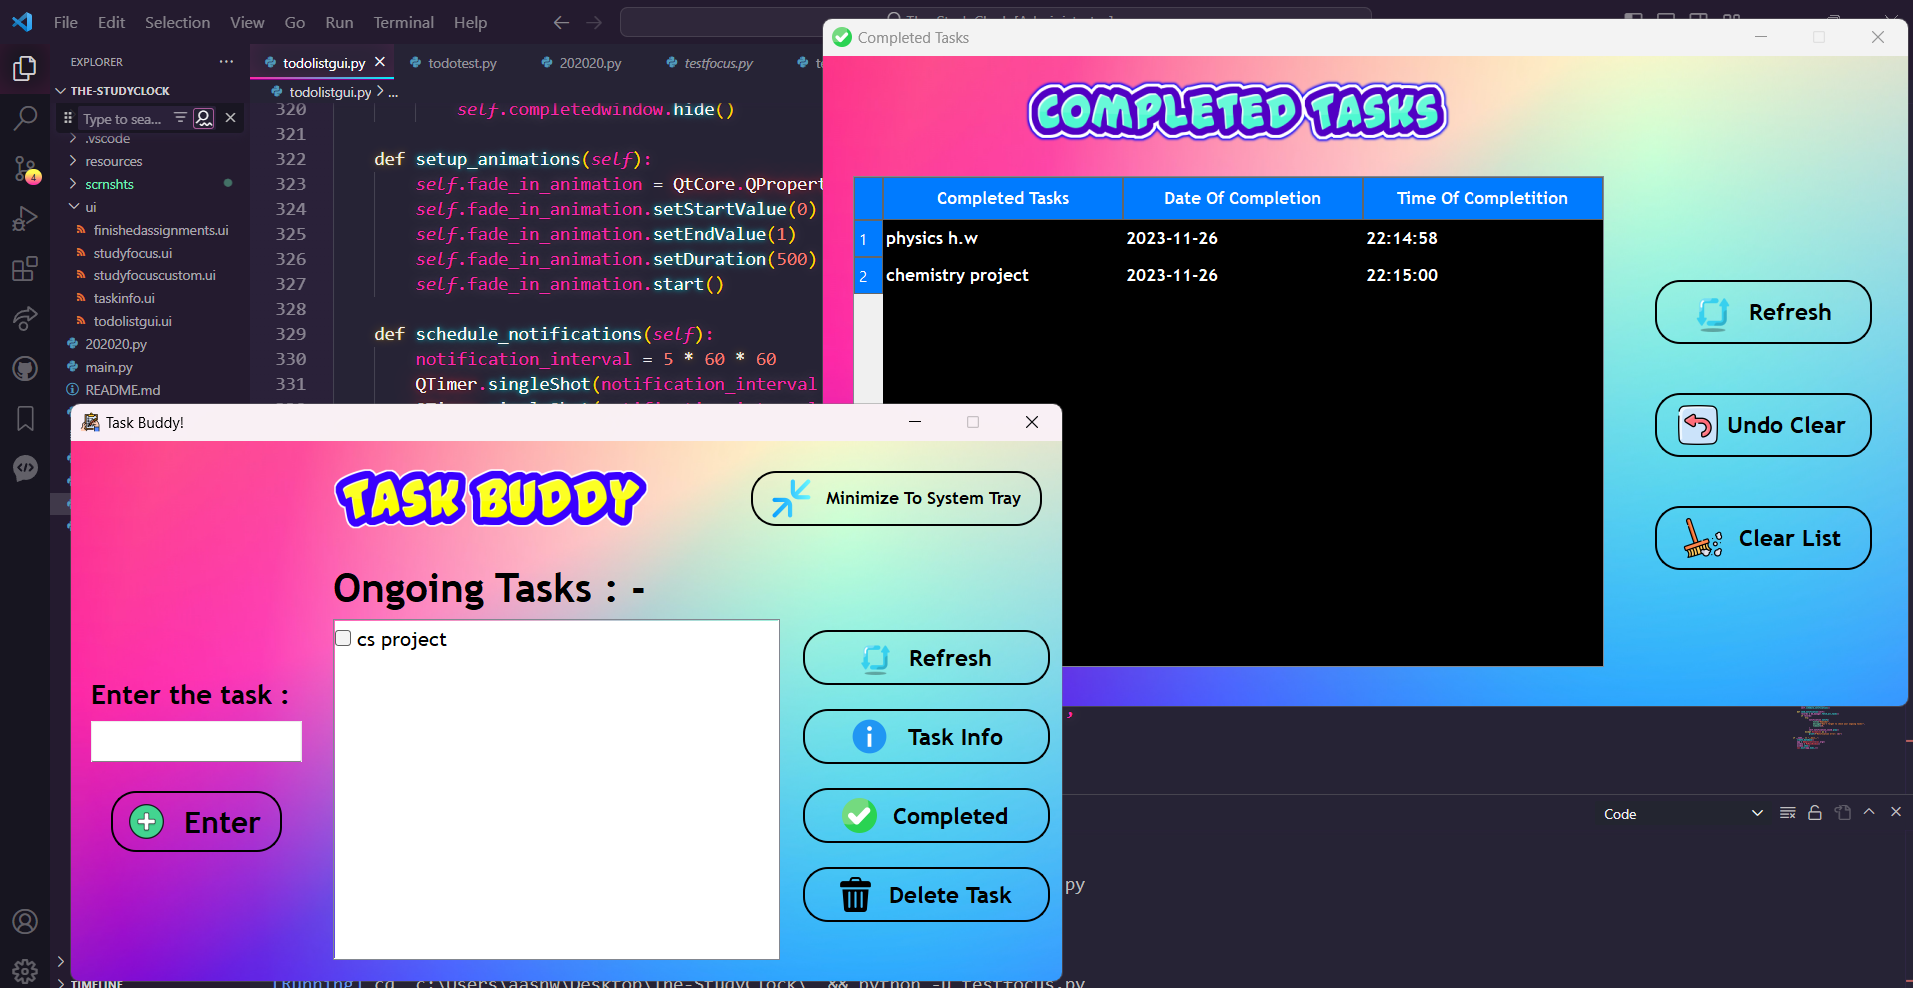 File Edit Selection View Go Run Terminal Help
EXPLORER
THE-STUDYCLOCK
Type to sea...
.vscode
resources
scrnshts
ui
finishedassignments.ui
studyfocus.ui
studyfocuscustom.ui
taskinfo.ui
todolistgui.ui
202020.py
main.py
README.md
TIMELINE
4
todolistgui.py todotest.py 202020.py testfocus.py
todolistgui.py > ...
320 self.completedwindow.hide()
321
322 def setup_animations(self):
323 self.fade_in_animation = QtCore.QPropert
324 self.fade_in_animation.setStartValue(0)
325 self.fade_in_animation.setEndValue(1)
326 self.fade_in_animation.setDuration(500)
327 self.fade_in_animation.start()
328
329 def schedule_notifications(self):
330 notification_interval = 5 * 60 * 60
331 QTimer.singleShot(notification_interval
Completed Tasks
COMPLETED TASKS
Completed Tasks Date Of Completion Time Of Completition
1 physics h.w 2023-11-26 22:14:58
2 chemistry project 2023-11-26 22:15:00
Refresh
Undo Clear
Clear List
Task Buddy!
TASK BUDDY
Minimize To System Tray
Ongoing Tasks : -
cs project
Enter the task :
Enter
Refresh
Task Info
Completed
Delete Task
,
Code
py
[Running] cd "c:\Users\aashw\Desktop\The-StudyClock\" && python -u testfocus.py